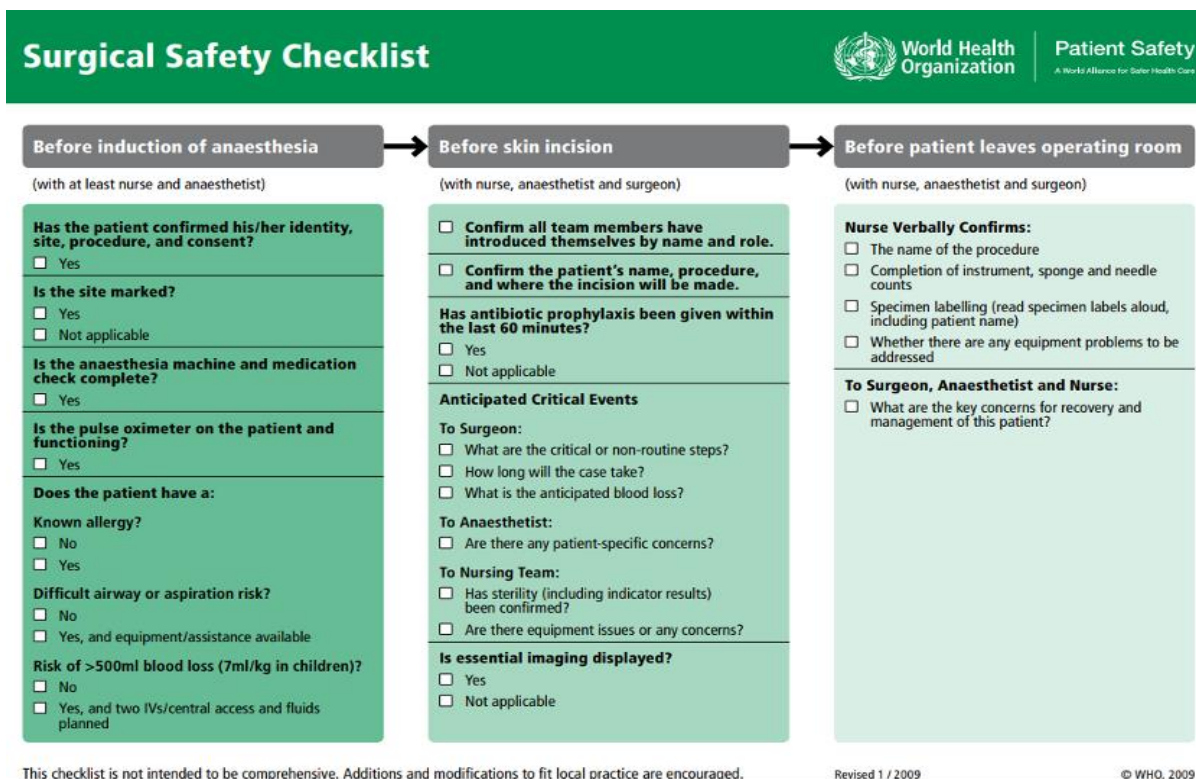 Surgical Safety Checklist
World Health
Organization
Patient Safety
A World Alliance for Safer Health Care
Before induction of anaesthesia
(with at least nurse and anaesthetist)
Has the patient confirmed his/her identity,
site, procedure, and consent?
Yes
Is the site marked?
Yes
Not applicable
Is the anaesthesia machine and medication
check complete?
Yes
Is the pulse oximeter on the patient and
functioning?
Yes
Does the patient have a:
Known allergy?
No
Yes
Difficult airway or aspiration risk?
No
Yes, and equipment/assistance available
Risk of >500ml blood loss (7ml/kg in children)?
No
Yes, and two IVs/central access and fluids
planned
Before skin incision
(with nurse, anaesthetist and surgeon)
Confirm all team members have
introduced themselves by name and role.
Confirm the patient's name, procedure,
and where the incision will be made.
Has antibiotic prophylaxis been given within
the last 60 minutes?
Yes
Not applicable
Anticipated Critical Events
To Surgeon:
What are the critical or non-routine steps?
How long will the case take?
What is the anticipated blood loss?
To Anaesthetist:
Are there any patient-specific concerns?
To Nursing Team:
Has sterility (including indicator results)
been confirmed?
Are there equipment issues or any concerns?
Is essential imaging displayed?
Yes
Not applicable
Before patient leaves operating room
(with nurse, anaesthetist and surgeon)
Nurse Verbally Confirms:
The name of the procedure
Completion of instrument, sponge and needle
counts
Specimen labelling (read specimen labels aloud,
including patient name)
Whether there are any equipment problems to be
addressed
To Surgeon, Anaesthetist and Nurse:
What are the key concerns for recovery and
management of this patient?
This checklist is not intended to be comprehensive. Additions and modifications to fit local practice are encouraged.
Revised 1 / 2009
© WHO, 2009